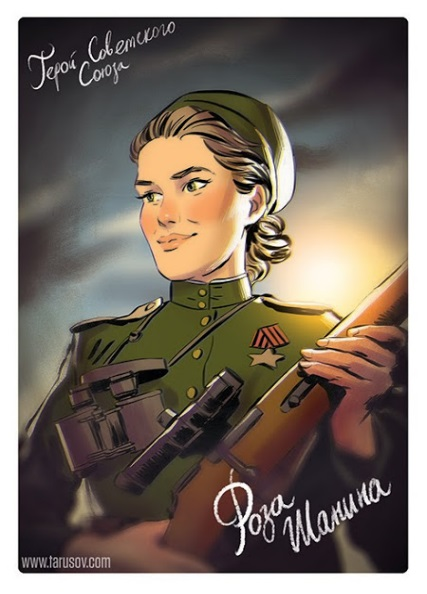 Герой Советского
Союза
Роза
Шанина
www.tarusov.com